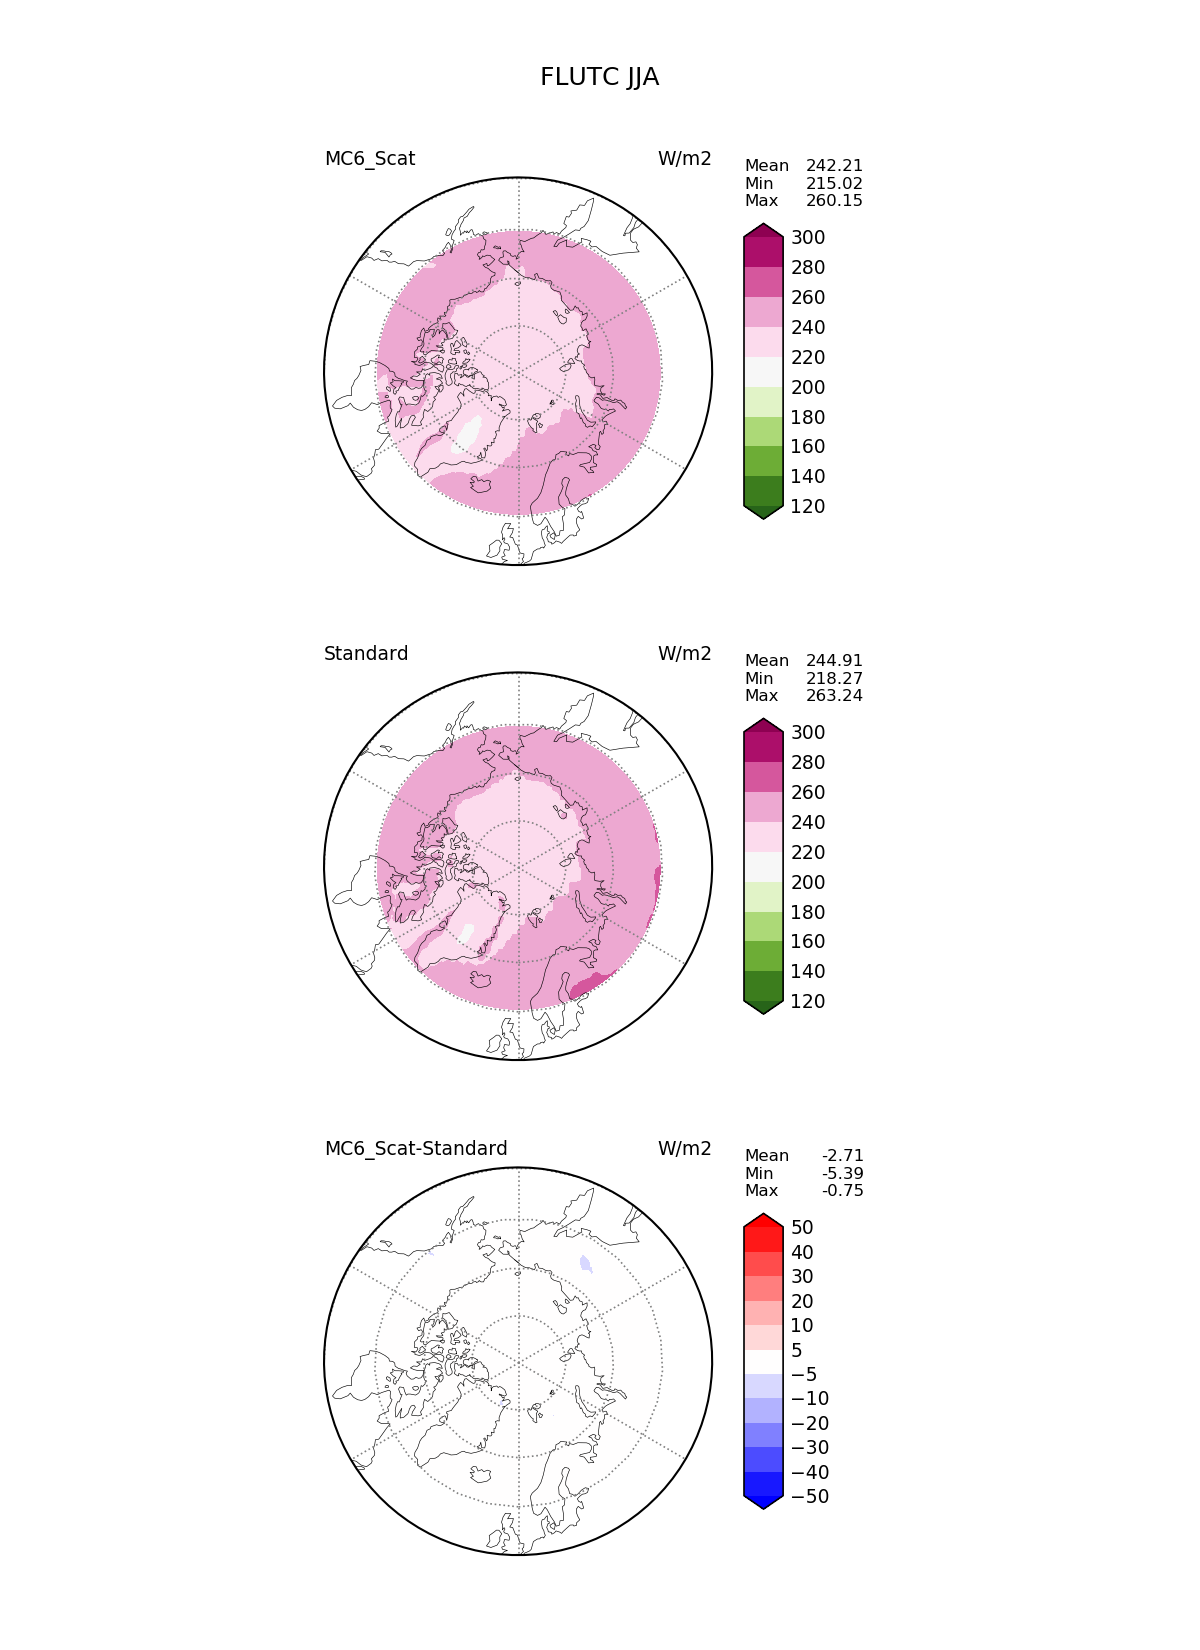 FLUTC JJA
MC6_Scat W/m2
Mean 242.21
Min 215.02
Max 260.15
300
280
260
240
220
200
180
160
140
120
Standard W/m2
Mean 244.91
Min 218.27
Max 263.24
300
280
260
240
220
200
180
160
140
120
MC6_Scat-Standard W/m2
Mean -2.71
Min -5.39
Max -0.75
50
40
30
20
10
5
−5
−10
−20
−30
−40
−50